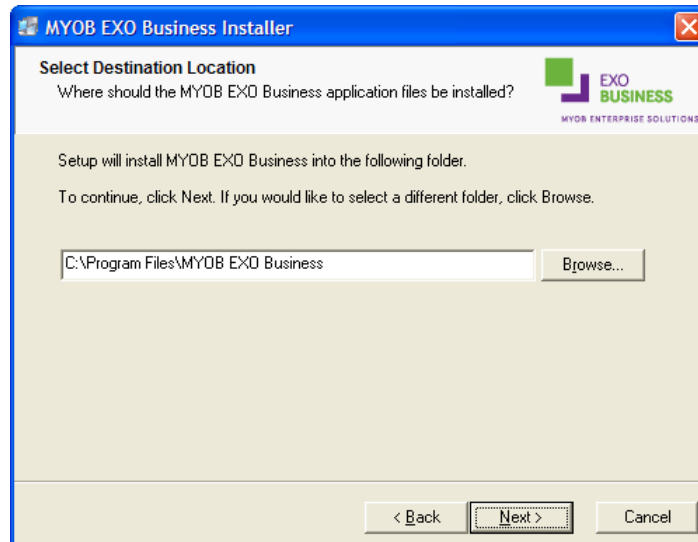 MYOB EXO Business Installer
Select Destination Location
Where should the MYOB EXO Business application files be installed?
EXO
BUSINESS
MYOB ENTERPRISE SOLUTIONS
Setup will install MYOB EXO Business into the following folder.
To continue, click Next. If you would like to select a different folder, click Browse.
C:\Program Files\MYOB EXO Business
Browse...
< Back
Next >
Cancel